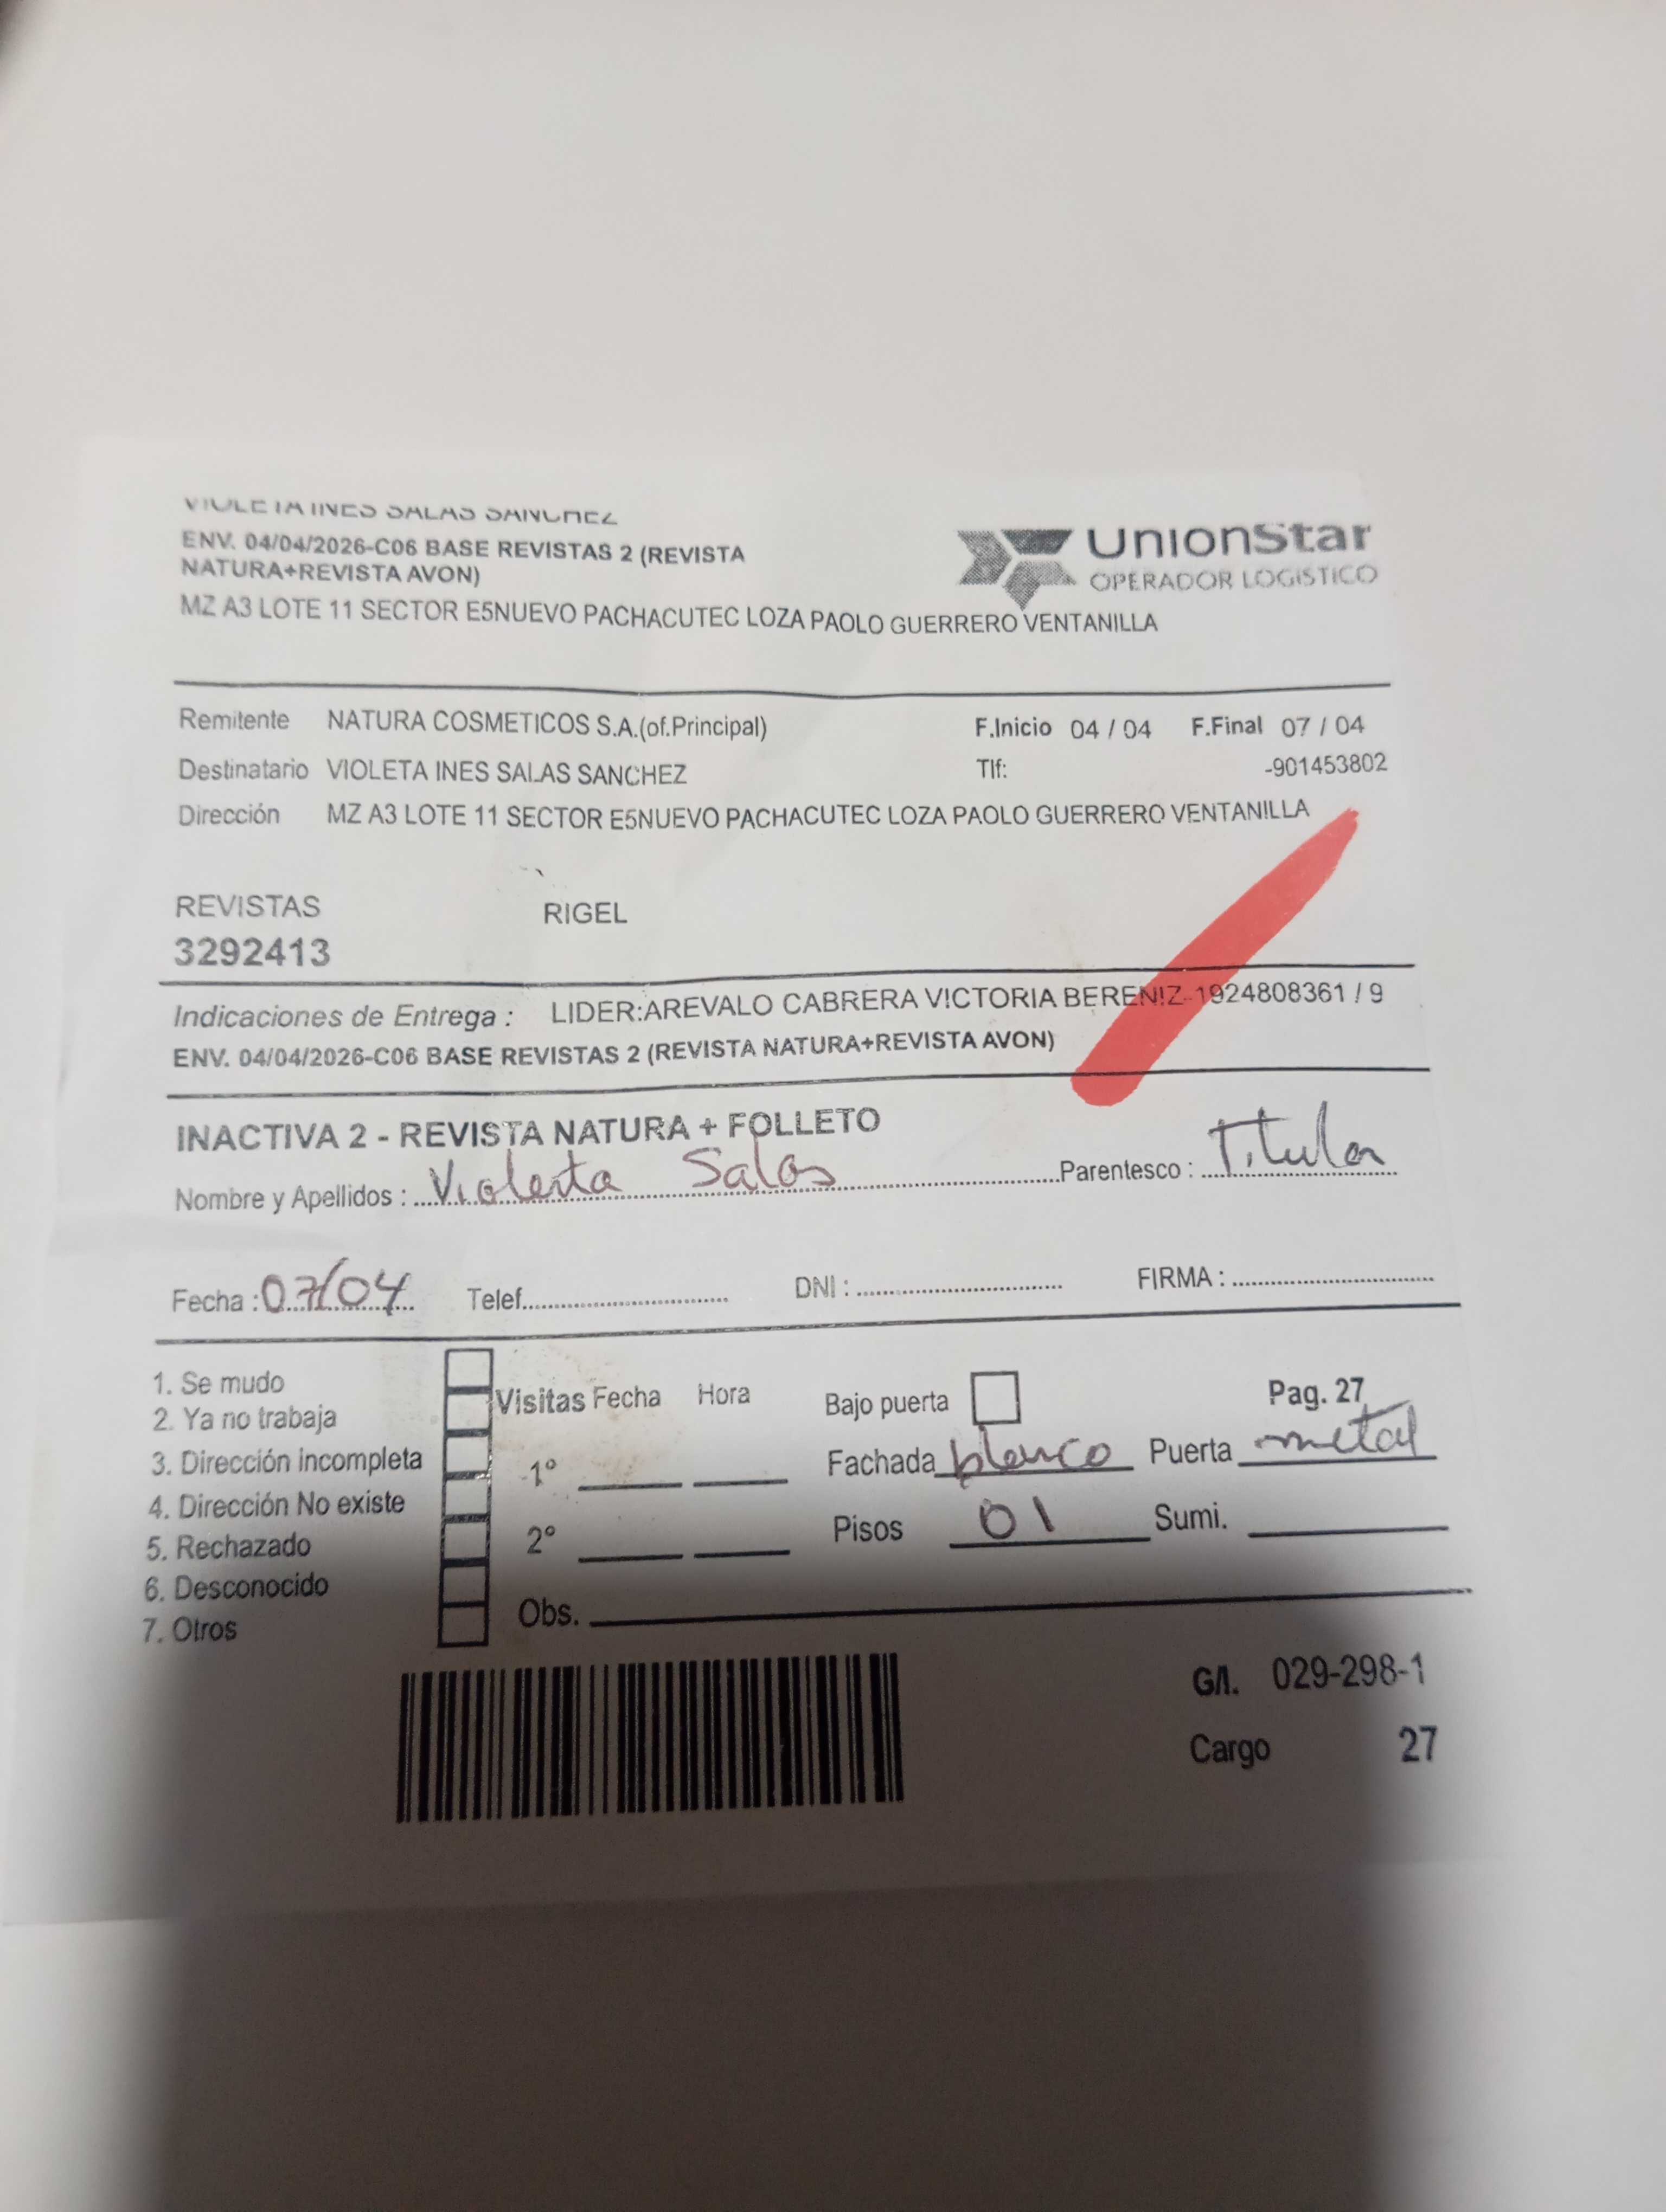 VIOLETA INES SALAS SANCHEZ
ENV. 04/04/2026-C06 BASE REVISTAS 2 (REVISTA
NATURA+REVISTA AVON)
UnionStar
OPERADOR LOGISTICO
MZ A3 LOTE 11 SECTOR E5NUEVO PACHACUTEC LOZA PAOLO GUERRERO VENTANILLA
Remitente NATURA COSMETICOS S.A.(of.Principal) F.Inicio 04 / 04 F.Final 07 / 04
Destinatario VIOLETA INES SALAS SANCHEZ Tlf: -901453802
Dirección MZ A3 LOTE 11 SECTOR E5NUEVO PACHACUTEC LOZA PAOLO GUERRERO VENTANILLA
REVISTAS RIGEL
3292413
Indicaciones de Entrega : LIDER:AREVALO CABRERA VICTORIA BERENIZ-1924808361 / 9
ENV. 04/04/2026-C06 BASE REVISTAS 2 (REVISTA NATURA+REVISTA AVON)
INACTIVA 2 - REVISTA NATURA + FOLLETO
Nombre y Apellidos : Violenta Salas Parentesco : Titular
Fecha : 07/04 Telef. DNI : FIRMA :
1. Se mudo
2. Ya no trabaja
3. Dirección incompleta
4. Dirección No existe
5. Rechazado
6. Desconocido
7. Otros
Visitas Fecha Hora Bajo puerta Pag. 27
1° Fachada blanco Puerta metal
2° Pisos 01 Sumi.
Obs.
G/I. 029-298-1
Cargo 27